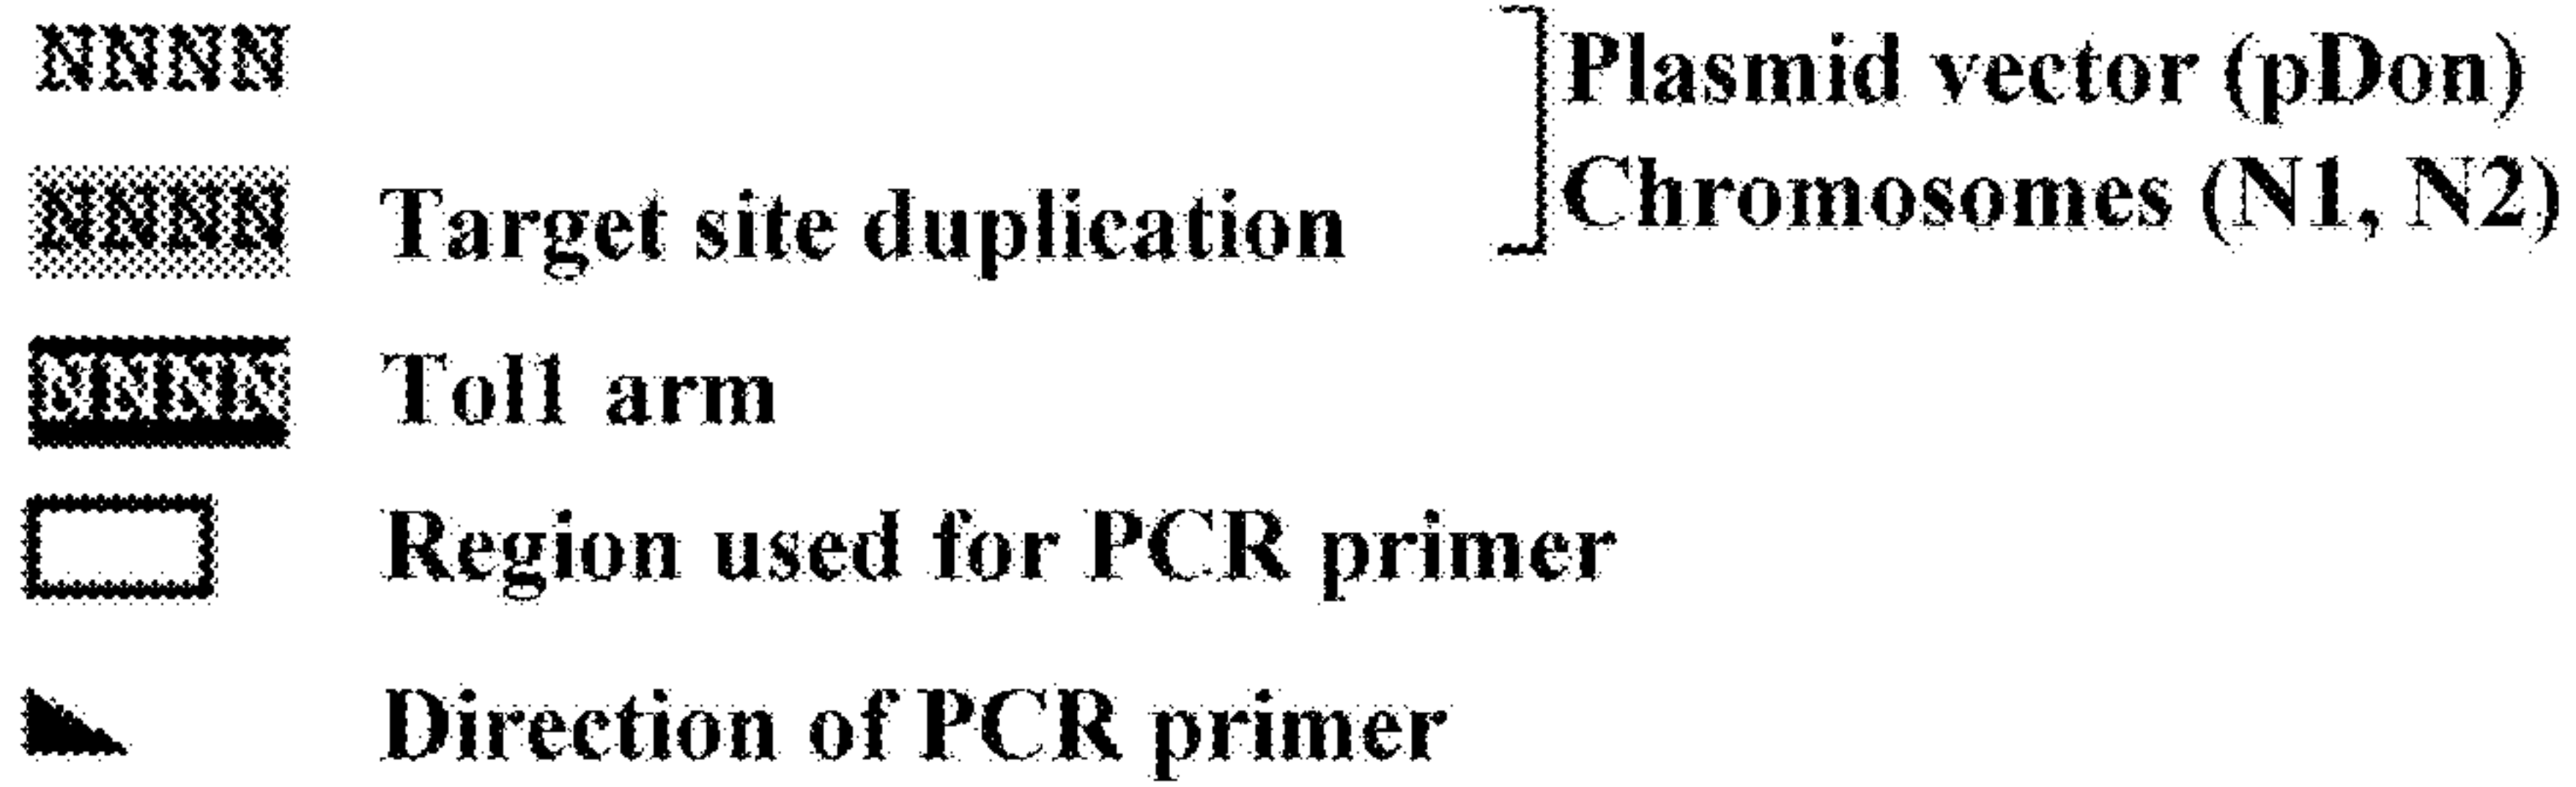 NNNN
Plasmid vector (pDon)
NNNN Target site duplication
Chromosomes (N1, N2)
NNNN Tol1 arm
Region used for PCR primer
Direction of PCR primer